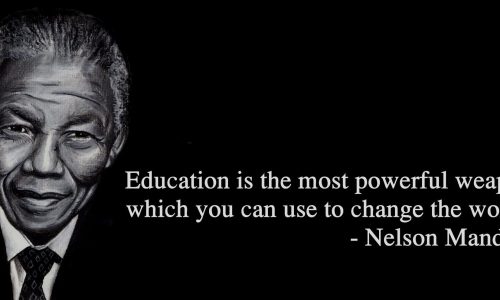 Education is the most powerful weap
which you can use to change the wo
- Nelson Mand